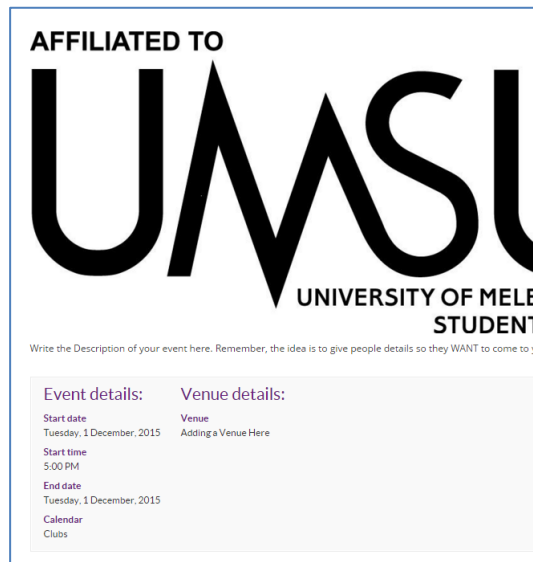 AFFILIATED TO
UMSU
UNIVERSITY OF
STUDENT
Write the Description of your event here. Remember, the idea is to give people details so they WANT to come to
Event details:
Start date
Tuesday, 1 December, 2015
Start time
5:00 PM
End date
Tuesday, 1 December, 2015
Calendar
Clubs
Venue details:
Venue
Adding a Venue Here